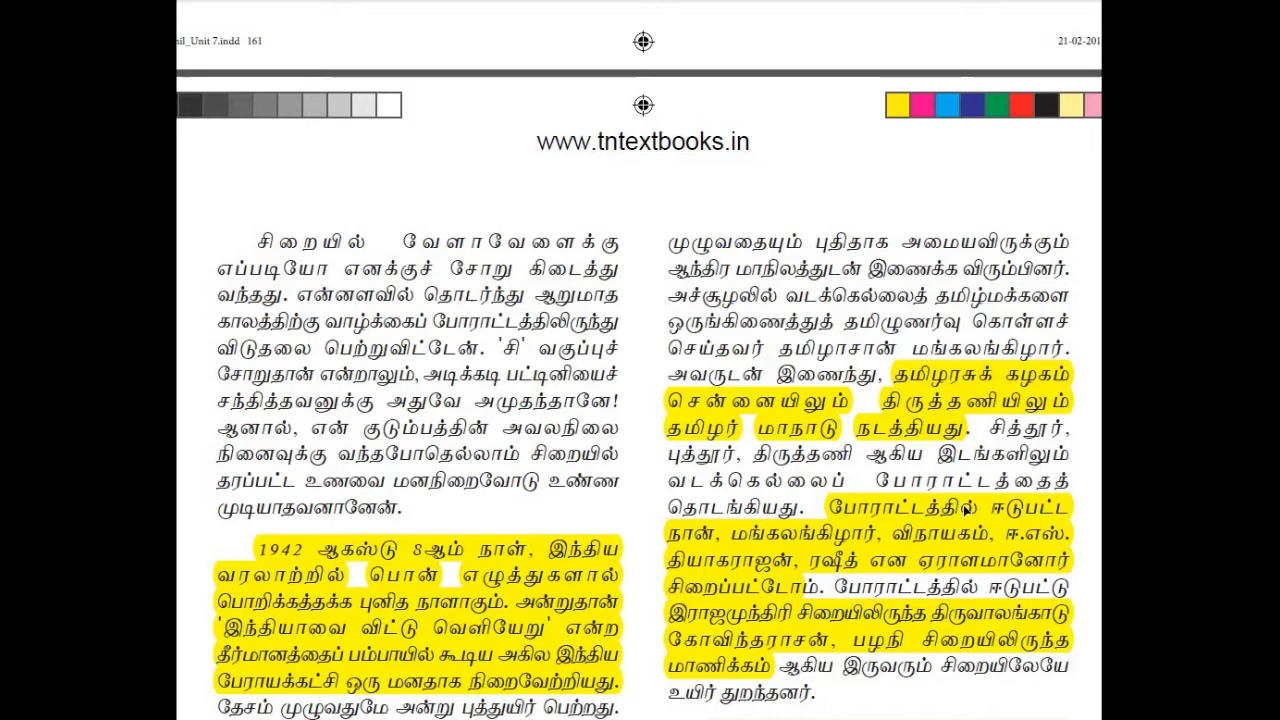 nil_Unit 7.indd 161
21-02-201
www.tntextbooks.in
சிறையில் வேளாவேளைக்கு
எப்படியோ எனக்குச் சோறு கிடைத்து
வந்தது. என்னளவில் தொடர்ந்து ஆறுமாத
காலத்திற்கு வாழ்க்கைப் போராட்டத்திலிருந்து
விடுதலை பெற்றுவிட்டேன். 'சி' வகுப்புச்
சோறுதான் என்றாலும், அடிக்கடி பட்டினியைச்
சந்தித்தவனுக்கு அதுவே அமுதந்தானே!
ஆனால், என் குடும்பத்தின் அவலநிலை
நினைவுக்கு வந்தபோதெல்லாம் சிறையில்
தரப்பட்ட உணவை மனநிறைவோடு உண்ண
முடியாதவனானேன்.
1942 ஆகஸ்டு 8ஆம் நாள், இந்திய
வரலாற்றில் பொன் எழுத்துகளால்
பொறிக்கத்தக்க புனித நாளாகும். அன்றுதான்
'இந்தியாவை விட்டு வெளியேறு' என்ற
தீர்மானத்தைப் பம்பாயில் கூடிய அகில இந்திய
பேராயக்கட்சி ஒரு மனதாக நிறைவேற்றியது.
தேசம் முழுவதுமே அன்று புத்துயிர் பெற்றது.
முழுவதையும் புதிதாக அமையவிருக்கும்
ஆந்திர மாநிலத்துடன் இணைக்க விரும்பினர்.
அச்சூழலில் வடக்கெல்லைத் தமிழ்மக்களை
ஒருங்கிணைத்துத் தமிழுணர்வு கொள்ளச்
செய்தவர் தமிழாசான் மங்கலங்கிழார்.
அவருடன் இணைந்து, தமிழரசுக் கழகம்
சென்னையிலும் திருத்தணியிலும்
தமிழர் மாநாடு நடத்தியது. சித்தூர்,
புத்தூர், திருத்தணி ஆகிய இடங்களிலும்
வடக்கெல்லைப் போராட்டத்தைத்
தொடங்கியது. போராட்டத்தில் ஈடுபட்ட
நான், மங்கலங்கிழார், விநாயகம், ஈ.எஸ்.
தியாகராஜன், ரஷீத் என ஏராளமானோர்
சிறைப்பட்டோம். போராட்டத்தில் ஈடுபட்டு
இராஜமுந்திரி சிறையிலிருந்த திருவாலங்காடு
கோவிந்தராசன், பழநி சிறையிலிருந்த
மாணிக்கம் ஆகிய இருவரும் சிறையிலேயே
உயிர் துறந்தனர்.